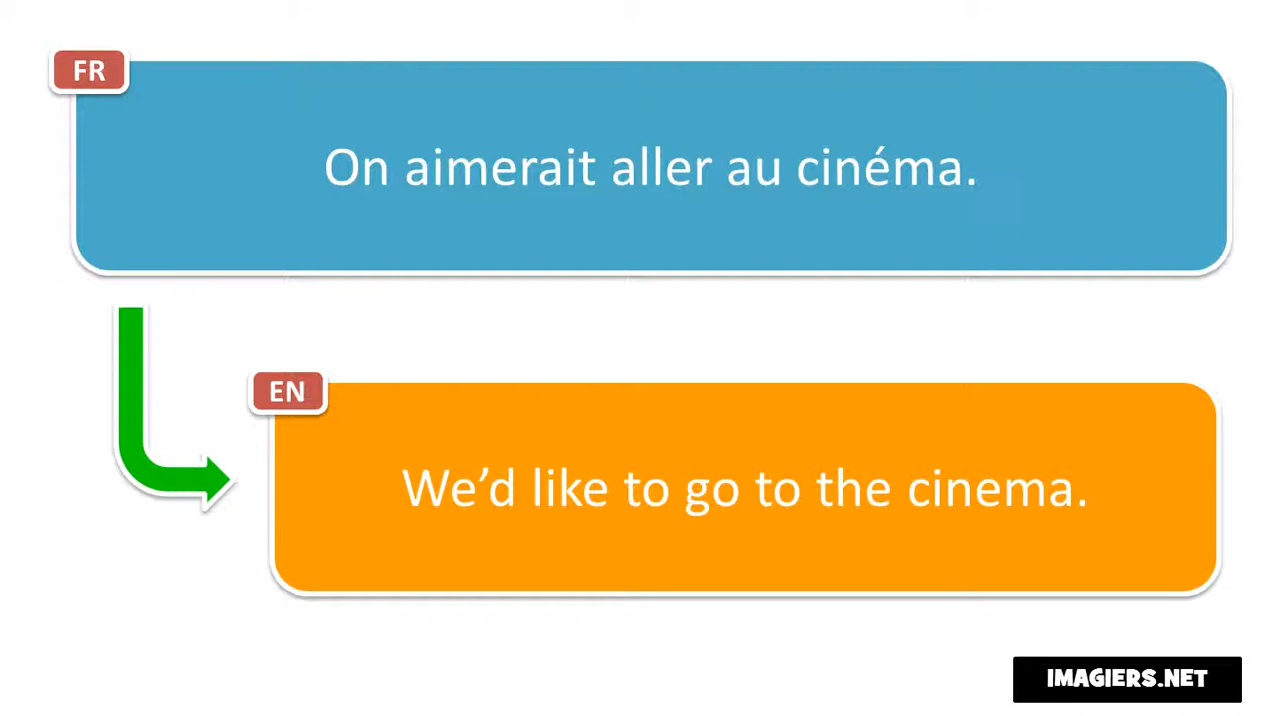 FR
On aimerait aller au cinéma.
EN
We’d like to go to the cinema.
IMAGIERS.NET